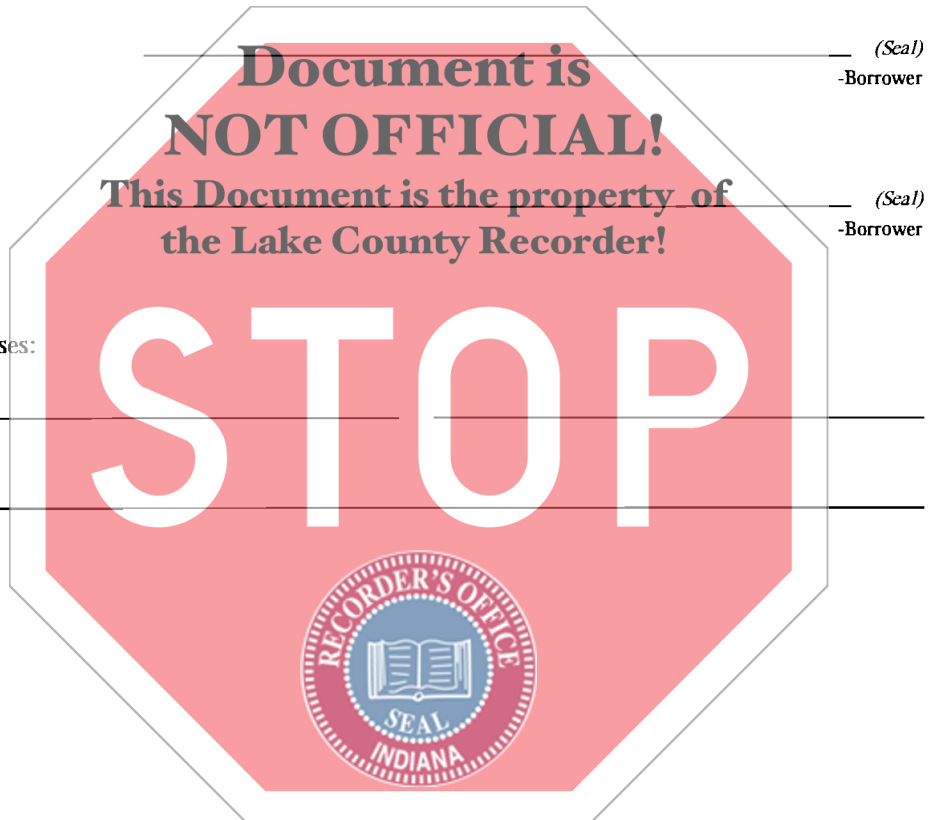 (Seal)
-Borrower
Document is
NOT OFFICIAL!
This Document is the property of
the Lake County Recorder!
(Seal)
-Borrower
ses:
STOP
RECORDER'S OFFICE
SEAL
INDIANA